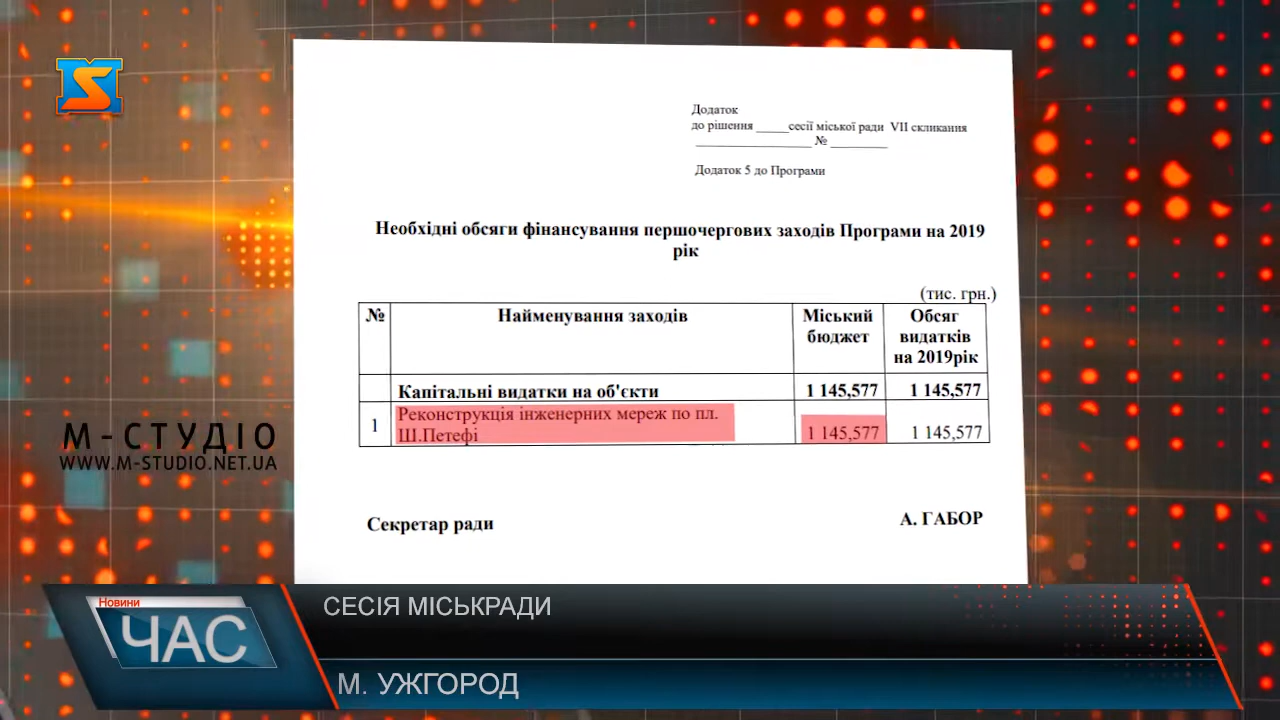 Додаток
до рішення _____сесії міської ради VII скликання
__________________ № _________
Додаток 5 до Програми
Необхідні обсяги фінансування першочергових заходів Програми на 2019
рік
(тис. грн.)
№ Найменування заходів Міський бюджет Обсяг видатків на 2019рік
Капітальні видатки на об'єкти 1 145,577 1 145,577
1 Реконструкція інженерних мереж по пл. Ш.Петефі 1 145,577 1 145,577
Секретар ради А. ГАБОР
М-СТУДІО
WWW.M-STUDIO.NET.UA
Новини
ЧАС
СЕСІЯ МІСЬКРАДИ
М. УЖГОРОД